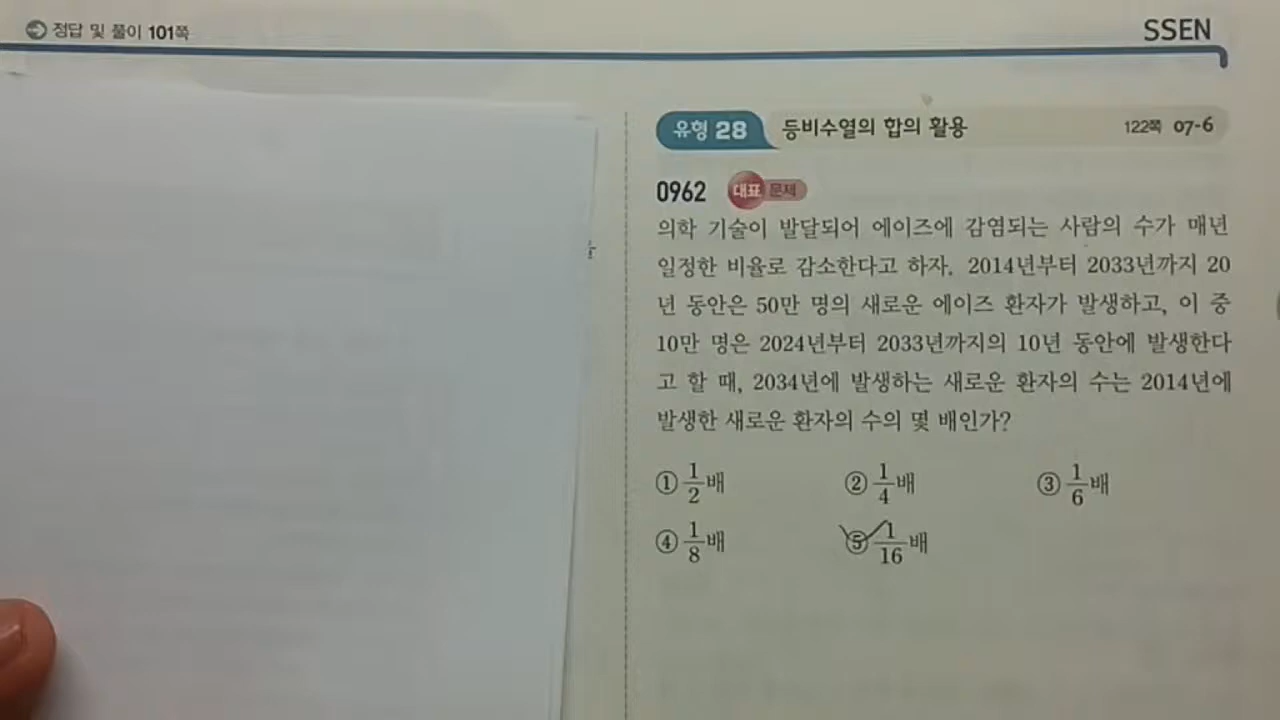 정답 및 풀이 101쪽
SSEN
유형 28 등비수열의 합의 활용 122쪽 07-6
0962 대표 문제
의학 기술이 발달되어 에이즈에 감염되는 사람의 수가 매년
일정한 비율로 감소한다고 하자. 2014년부터 2033년까지 20
년 동안은 50만 명의 새로운 에이즈 환자가 발생하고, 이 중
10만 명은 2024년부터 2033년까지의 10년 동안에 발생한다
고 할 때, 2034년에 발생하는 새로운 환자의 수는 2014년에
발생한 새로운 환자의 수의 몇 배인가?
① 1/2배 ② 1/4배 ③ 1/6배
④ 1/8배 ⑤ 1/16배